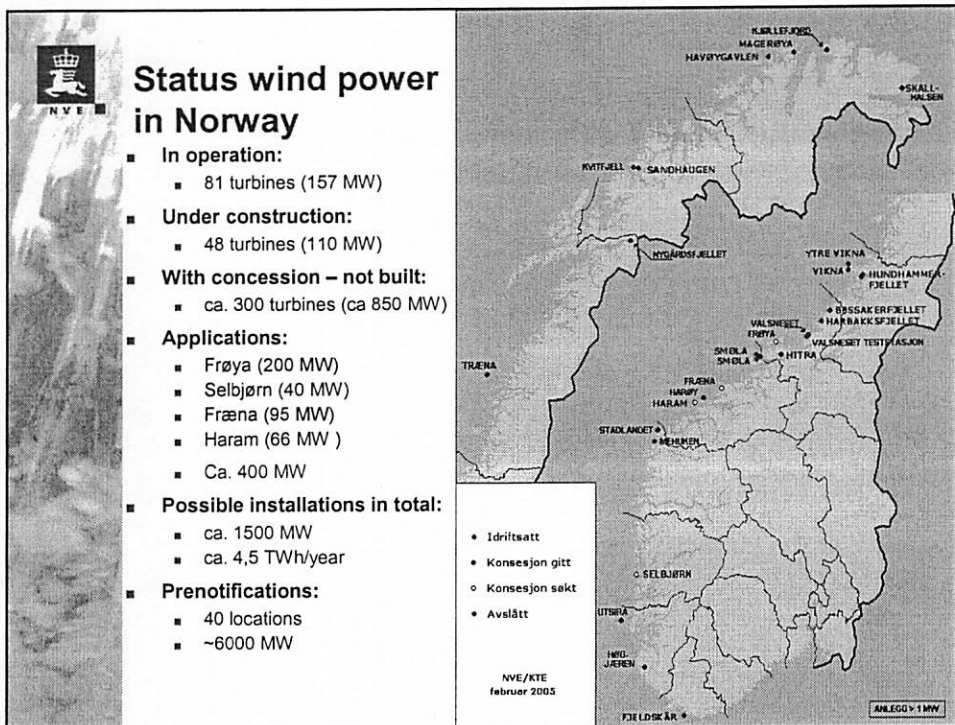 NVE
Status wind power
in Norway
In operation:
81 turbines (157 MW)
Under construction:
48 turbines (110 MW)
With concession – not built:
ca. 300 turbines (ca 850 MW)
Applications:
Frøya (200 MW)
Selbjørn (40 MW)
Fræna (95 MW)
Haram (66 MW )
Ca. 400 MW
Possible installations in total:
ca. 1500 MW
ca. 4,5 TWh/year
Prenotifications:
40 locations
~6000 MW
KJØLLEFJORD
MAGERØYA
HAVØYGAVLEN
SKALL-
HALSEN
KVITFJELL
SANDHAUGEN
NYGÅRDSFJELLET
YTRE VIKNA
VIKNA
HUNDHAMMER-
FJELLET
BESSAKERFJELLET
HARBAKKSFJELLET
VALSNESET
FRØYA
VALSNESET TESTSTASJON
SMØLA
SMØLA
HITRA
TRÆNA
FRÆNA
HARØY
HARAM
STADLANDET
MEHUKEN
SELBJØRN
UTSIRA
HØG-
JÆREN
FJELDSKÅR
Idriftsatt
Konsesjon gitt
Konsesjon søkt
Avslått
NVE/KTE
februar 2005
ANLEGG > 1 MW